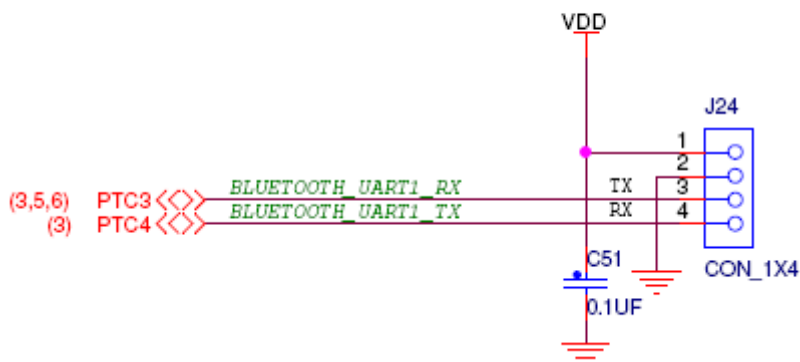 VDD
J24
1
2
(3,5,6) PTC3 BLUETOOTH_UART1_RX TX 3
(3) PTC4 BLUETOOTH_UART1_TX RX 4
C51
CON_1X4
0.1UF